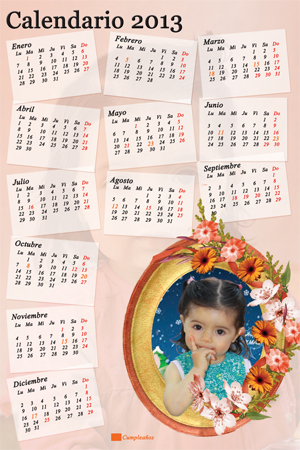 Calendario 2013
Enero
Lu Ma Mi Ju Vi Sa Do
1 2 3 4 5 6
7 8 9 10 11 12 13
14 15 16 17 18 19 20
21 22 23 24 25 26 27
28 29 30 31
Febrero
Lu Ma Mi Ju Vi Sa Do
1 2 3
4 5 6 7 8 9 10
11 12 13 14 15 16 17
18 19 20 21 22 23 24
25 26 27 28
Marzo
Lu Ma Mi Ju Vi Sa Do
1 2 3
4 5 6 7 8 9 10
11 12 13 14 15 16 17
18 19 20 21 22 23 24
25 26 27 28 29 30 31
Abril
Lu Ma Mi Ju Vi Sa Do
1 2 3 4 5 6 7
8 9 10 11 12 13 14
15 16 17 18 19 20 21
22 23 24 25 26 27 28
29 30
Mayo
Lu Ma Mi Ju Vi Sa Do
1 2 3 4 5
6 7 8 9 10 11 12
13 14 15 16 17 18 19
20 21 22 23 24 25 26
27 28 29 30 31
Junio
Lu Ma Mi Ju Vi Sa Do
1 2
3 4 5 6 7 8 9
10 11 12 13 14 15 16
17 18 19 20 21 22 23
24 25 26 27 28 29 30
Julio
Lu Ma Mi Ju Vi Sa Do
1 2 3 4 5 6 7
8 9 10 11 12 13 14
15 16 17 18 19 20 21
22 23 24 25 26 27 28
29 30 31
Agosto
Lu Ma Mi Ju Vi Sa Do
1 2 3 4
5 6 7 8 9 10 11
12 13 14 15 16 17 18
19 20 21 22 23 24 25
26 27 28 29 30 31
Septiembre
Lu Ma Mi Ju Vi Sa Do
1
2 3 4 5 6 7 8
9 10 11 12 13 14 15
16 17 18 19 20 21 22
23 24 25 26 27 28 29
30
Octubre
Lu Ma Mi Ju Vi Sa Do
1 2 3 4 5 6
7 8 9 10 11 12 13
14 15 16 17 18 19 20
21 22 23 24 25 26 27
28 29 30 31
Noviembre
Lu Ma Mi Ju Vi Sa Do
1 2 3
4 5 6 7 8 9 10
11 12 13 14 15 16 17
18 19 20 21 22 23 24
25 26 27 28 29 30
Diciembre
Lu Ma Mi Ju Vi Sa Do
1
2 3 4 5 6 7 8
9 10 11 12 13 14 15
16 17 18 19 20 21 22
23 24 25 26 27 28 29
30 31
Cumpleaños